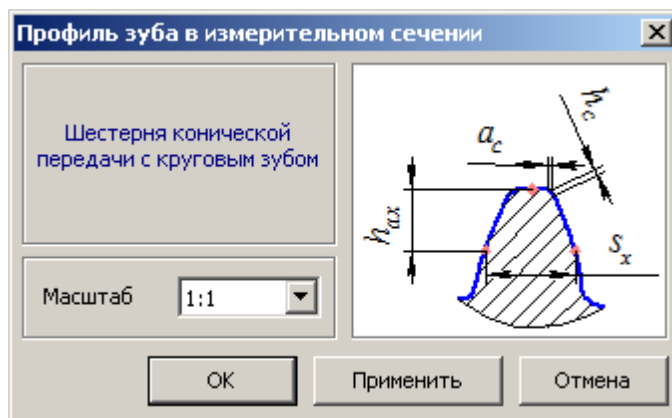 Профиль зуба в измерительном сечении
Шестерня конической
передачи с круговым зубом
Масштаб 1:1
h_c
a_c
h_ax
s_x
OK
Применить
Отмена